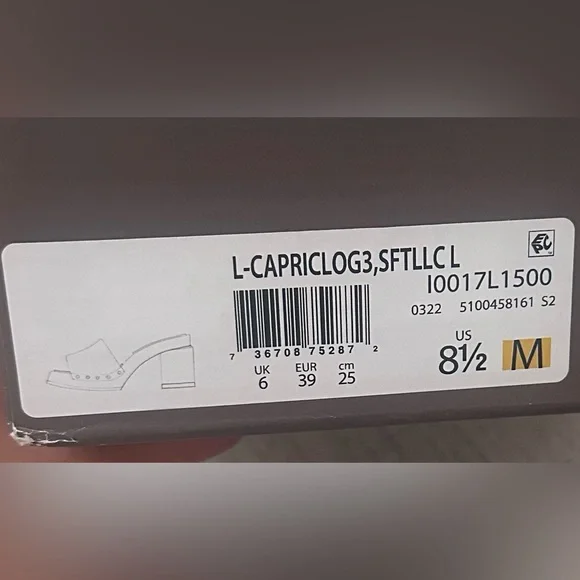 L-CAPRICLOG3,SFTLLC L
I0017L1500
0322 5100458161 S2
7 36708 75287 2
UK EUR cm
6 39 25
US
8½ M